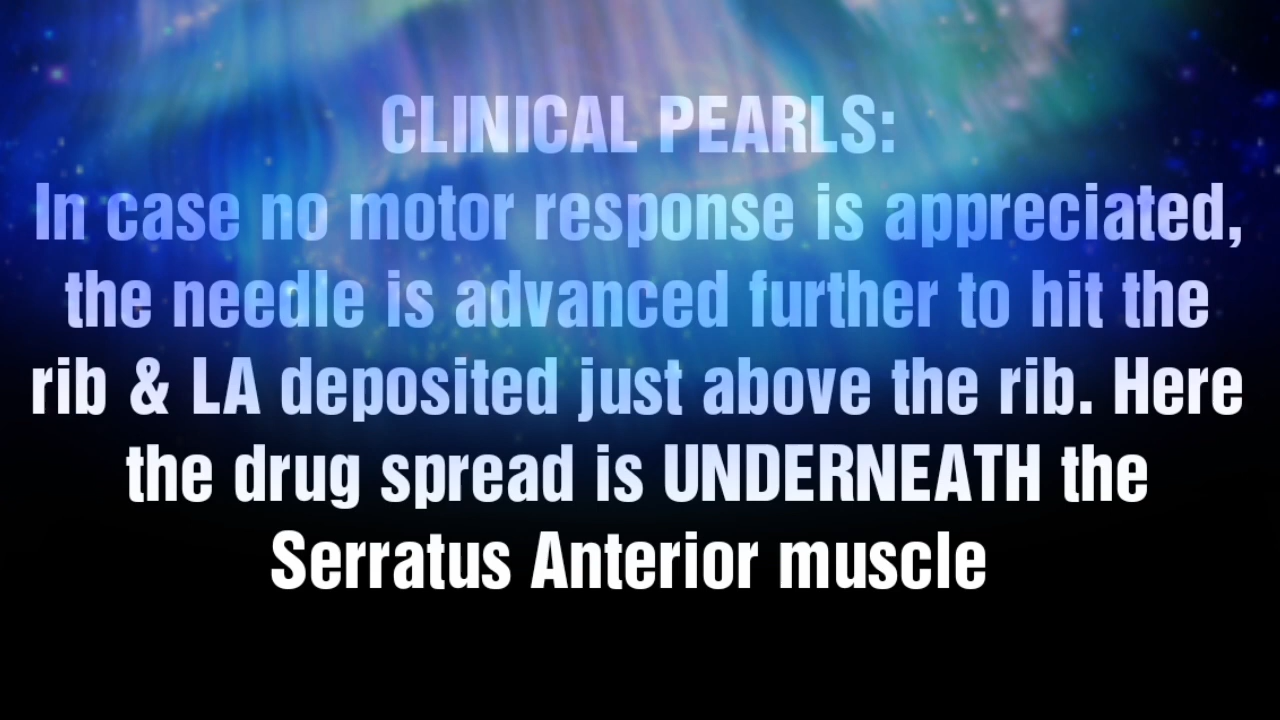 CLINICAL PEARLS:
In case no motor response is appreciated,
the needle is advanced further to hit the
rib & LA deposited just above the rib. Here
the drug spread is UNDERNEATH the
Serratus Anterior muscle